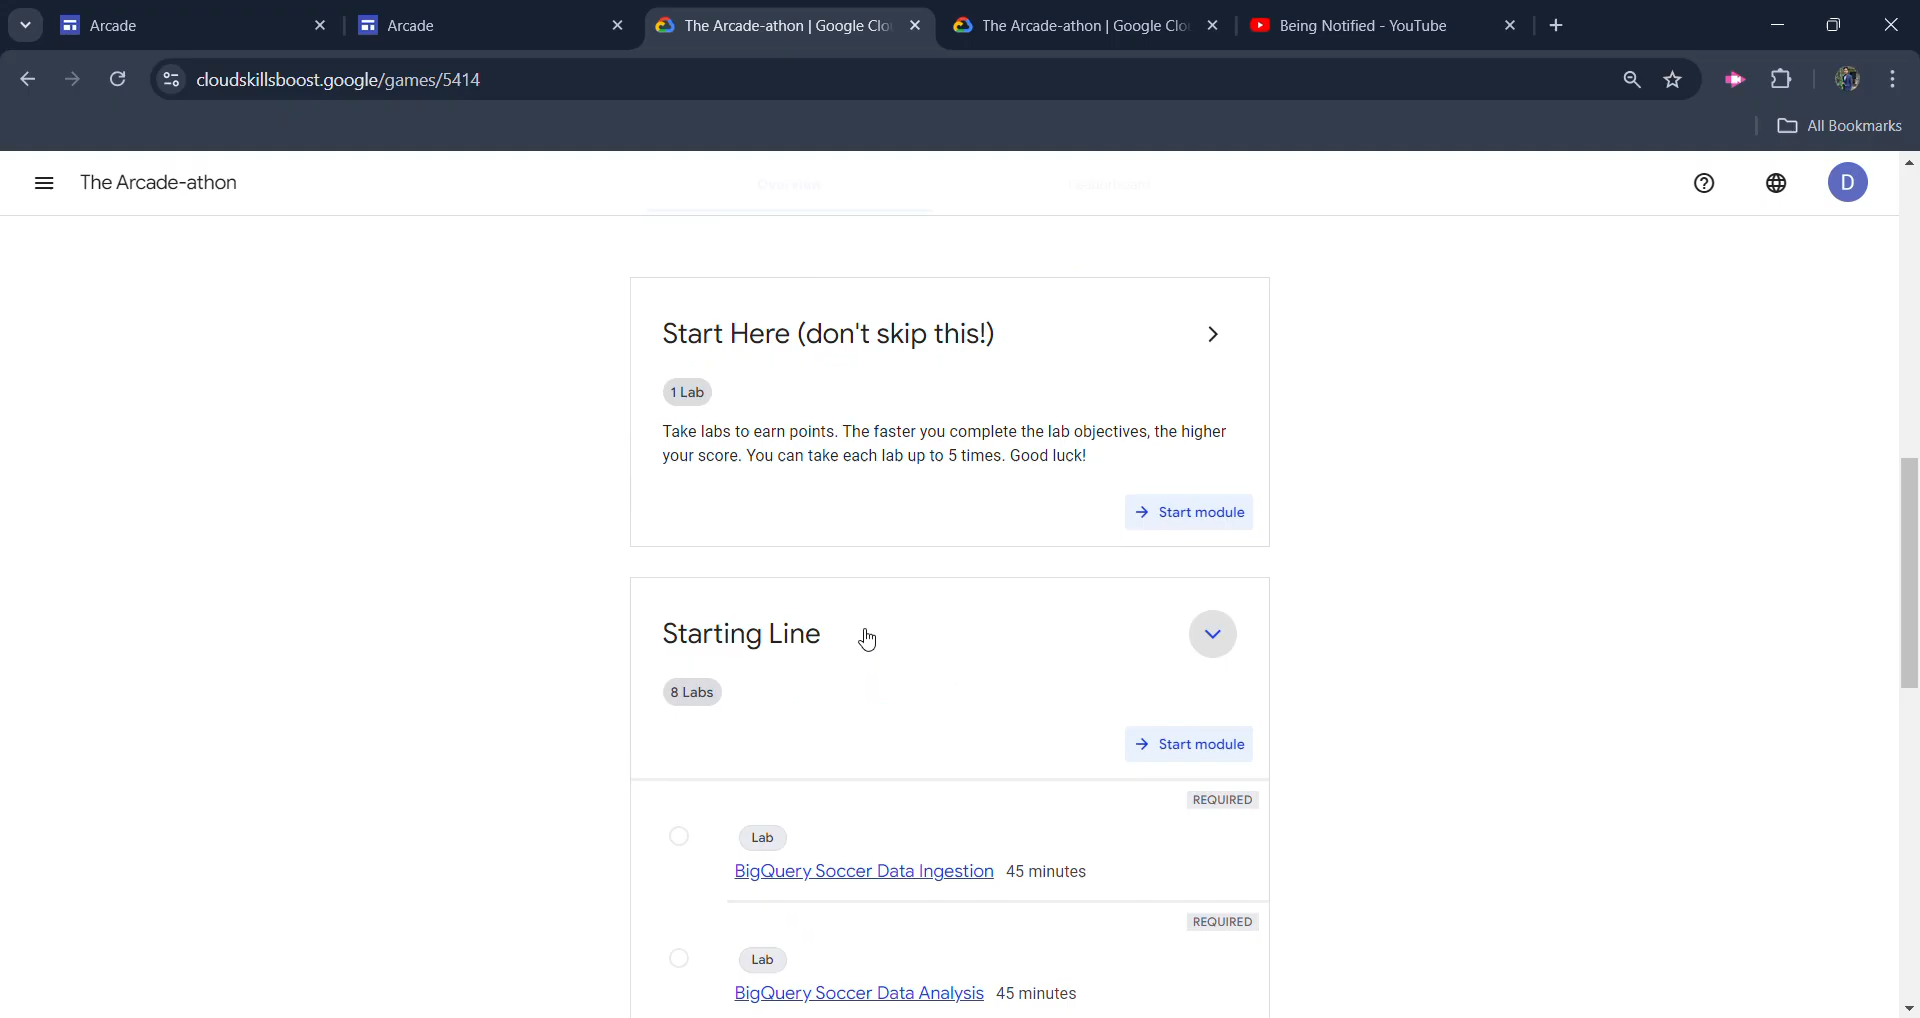 Arcade
Arcade
The Arcade-athon | Google Clo
The Arcade-athon | Google Clo
Being Notified - YouTube
cloudskillsboost.google/games/5414
All Bookmarks
The Arcade-athon
Overview
D
Start Here (don't skip this!)
1 Lab
Take labs to earn points. The faster you complete the lab objectives, the higher
your score. You can take each lab up to 5 times. Good luck!
Start module
Starting Line
8 Labs
Start module
REQUIRED
Lab
BigQuery Soccer Data Ingestion 45 minutes
REQUIRED
Lab
BigQuery Soccer Data Analysis 45 minutes